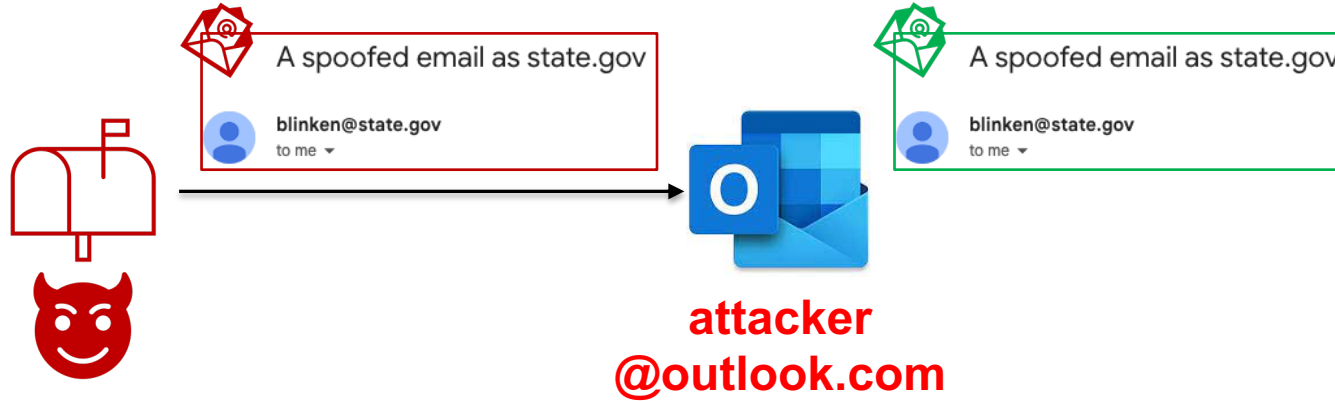 A spoofed email as state.gov
blinken@state.gov
to me
A spoofed email as state.gov
blinken@state.gov
to me
O
attacker
@outlook.com